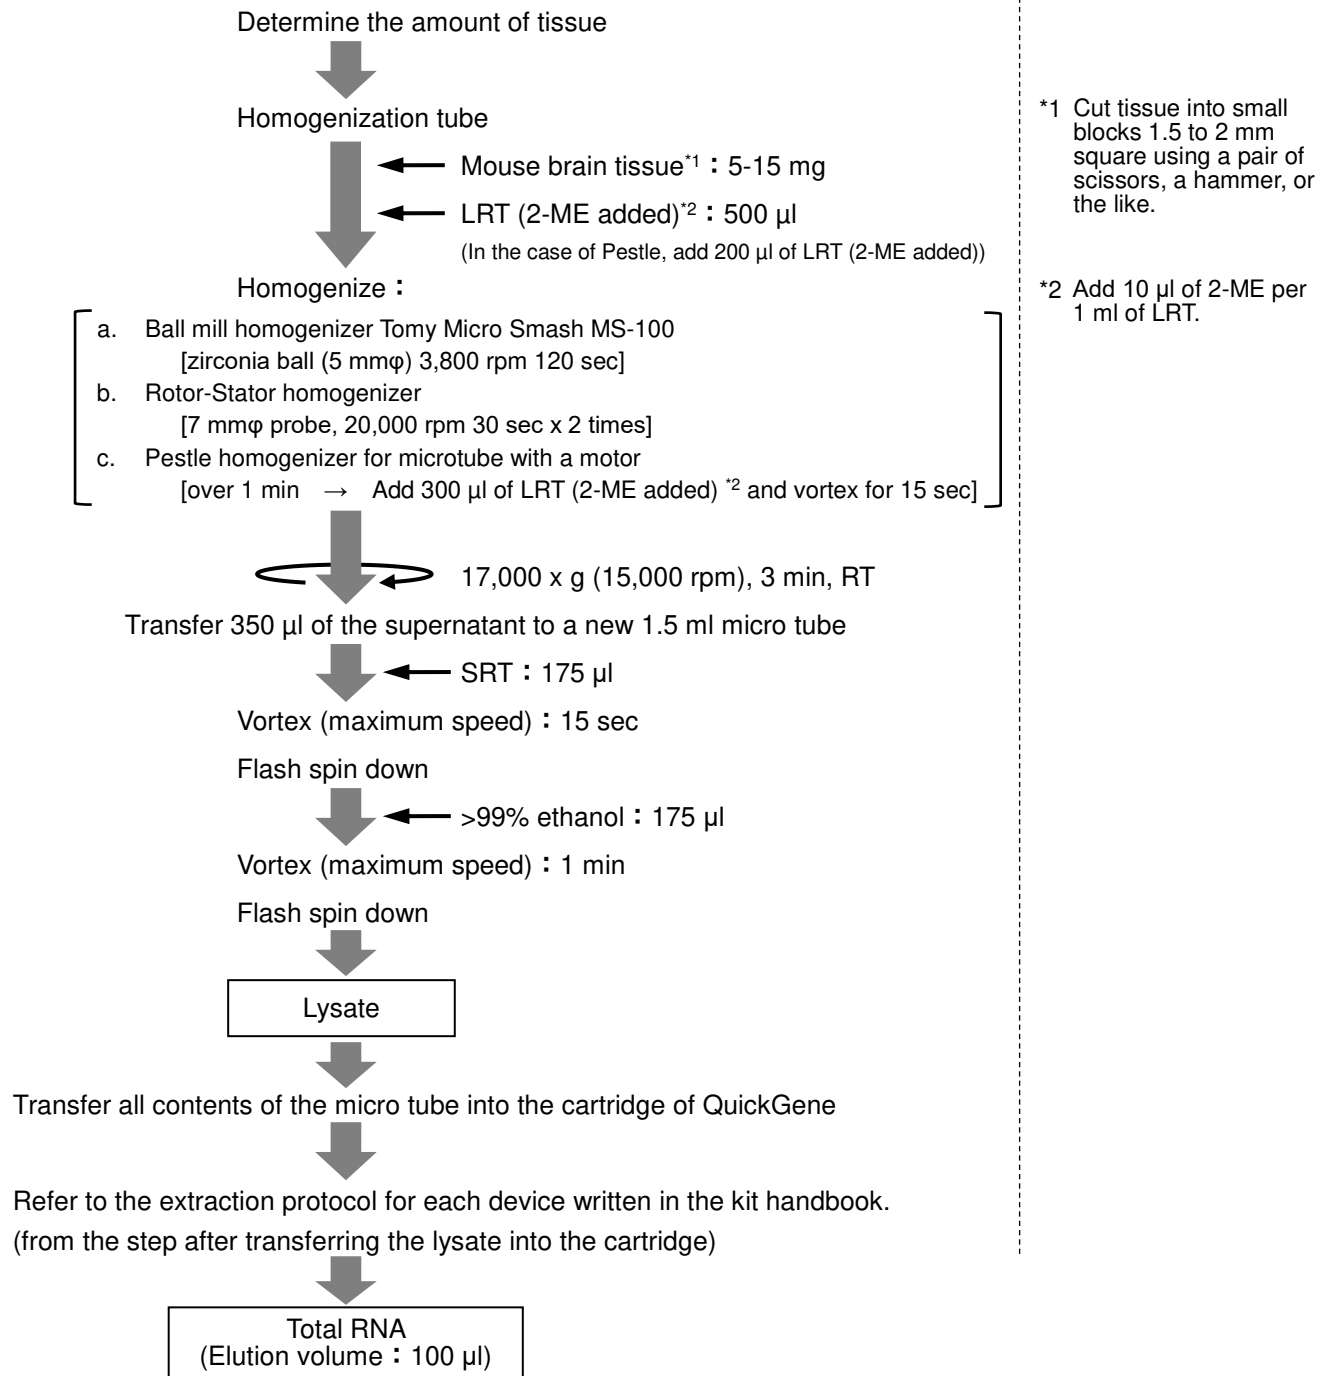 Determine the amount of tissue
Homogenization tube
Mouse brain tissue*1：5-15 mg
LRT (2-ME added)*2：500 µl
(In the case of Pestle, add 200 µl of LRT (2-ME added))
Homogenize：
a. Ball mill homogenizer Tomy Micro Smash MS-100
[zirconia ball (5 mmφ) 3,800 rpm 120 sec]
b. Rotor-Stator homogenizer
[7 mmφ probe, 20,000 rpm 30 sec x 2 times]
c. Pestle homogenizer for microtube with a motor
[over 1 min → Add 300 µl of LRT (2-ME added) *2 and vortex for 15 sec]
17,000 x g (15,000 rpm), 3 min, RT
Transfer 350 µl of the supernatant to a new 1.5 ml micro tube
SRT：175 µl
Vortex (maximum speed)：15 sec
Flash spin down
>99% ethanol：175 µl
Vortex (maximum speed)：1 min
Flash spin down
Lysate
Transfer all contents of the micro tube into the cartridge of QuickGene
Refer to the extraction protocol for each device written in the kit handbook.
(from the step after transferring the lysate into the cartridge)
Total RNA
(Elution volume：100 µl)
*1 Cut tissue into small
blocks 1.5 to 2 mm
square using a pair of
scissors, a hammer, or
the like.
*2 Add 10 µl of 2-ME per
1 ml of LRT.